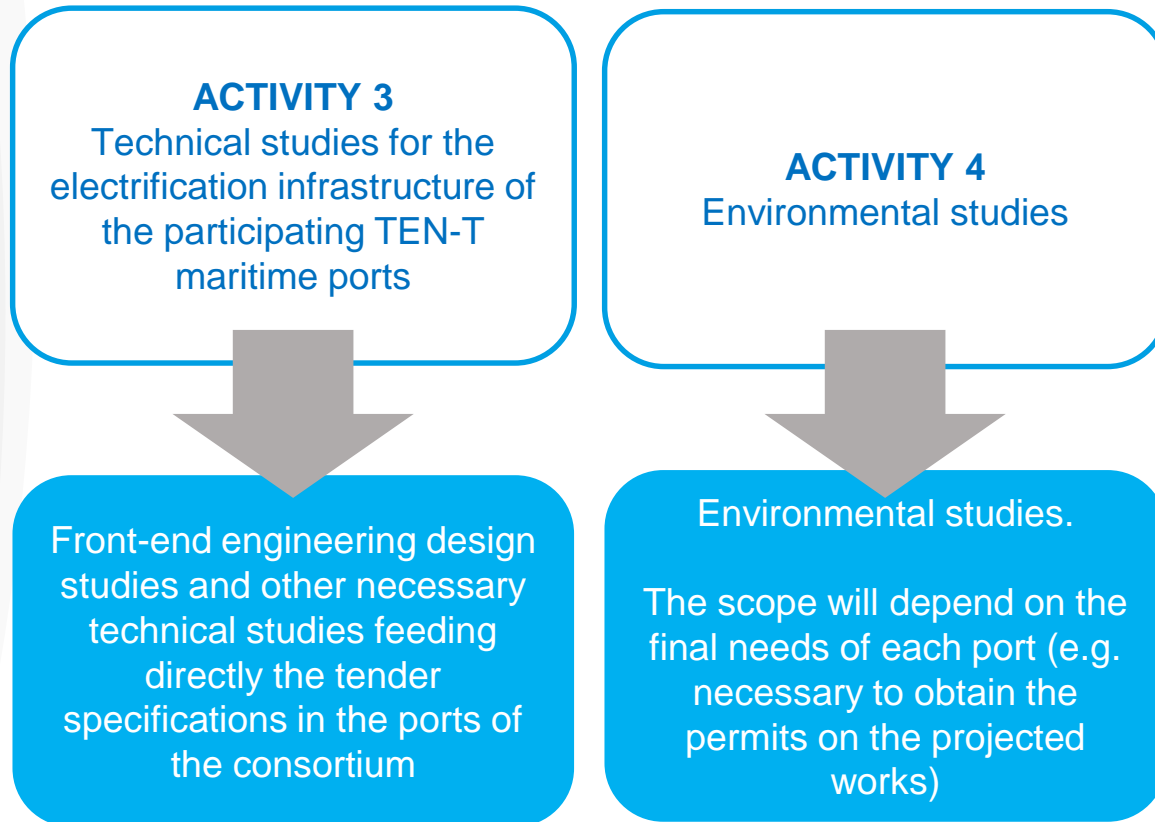 ACTIVITY 3
Technical studies for the
electrification infrastructure of
the participating TEN-T
maritime ports
ACTIVITY 4
Environmental studies
Front-end engineering design
studies and other necessary
technical studies feeding
directly the tender
specifications in the ports of
the consortium
Environmental studies.
The scope will depend on the
final needs of each port (e.g.
necessary to obtain the
permits on the projected
works)